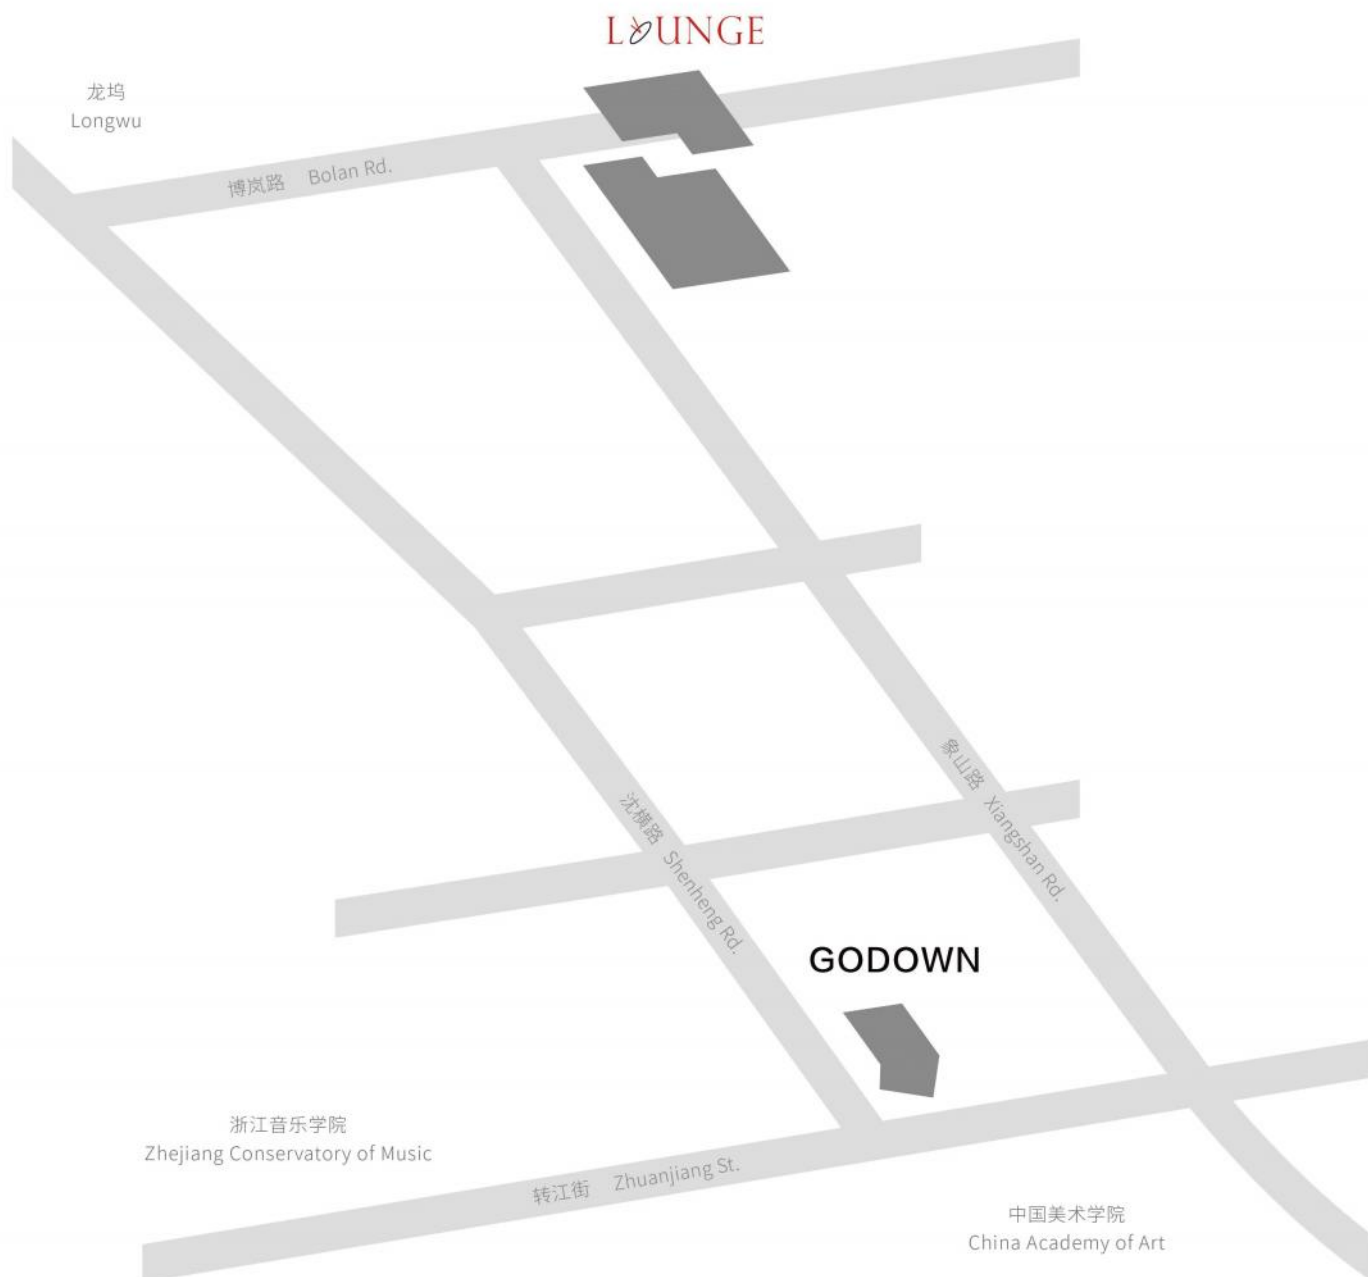 LOUNGE
龙坞
Longwu
博岚路 Bolan Rd.
象山路 Xiangshan Rd.
沈横路 Shenheng Rd.
GODOWN
浙江音乐学院
Zhejiang Conservatory of Music
转江街 Zhuanjiang St.
中国美术学院
China Academy of Art